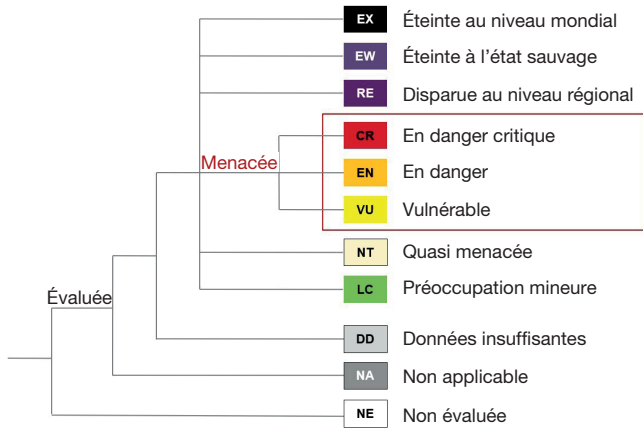 EX Éteinte au niveau mondial
EW Éteinte à l'état sauvage
RE Disparue au niveau régional
CR En danger critique
Menacée
EN En danger
VU Vulnérable
NT Quasi menacée
LC Préoccupation mineure
Évaluée
DD Données insuffisantes
NA Non applicable
NE Non évaluée